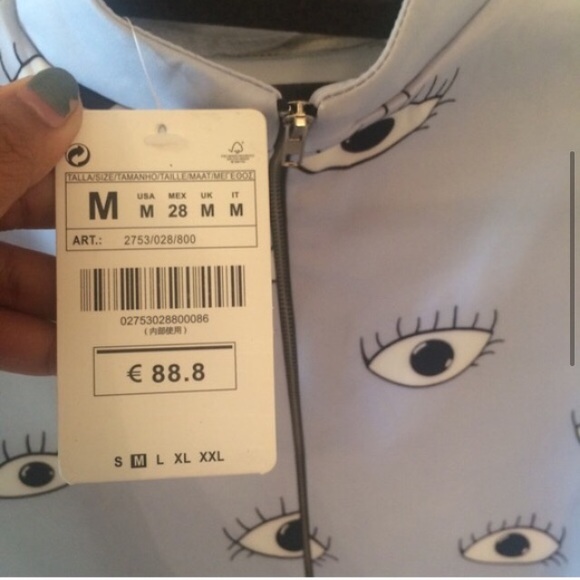 TALLA/SIZE/TAMANHO/TAILLE/MAAT/ΜΕΓΕΘΟΣ
M
USA MEX UK IT
M 28 M M
ART.: 2753/028/800
02753028800086
(内部使用)
€ 88.8
S M L XL XXL